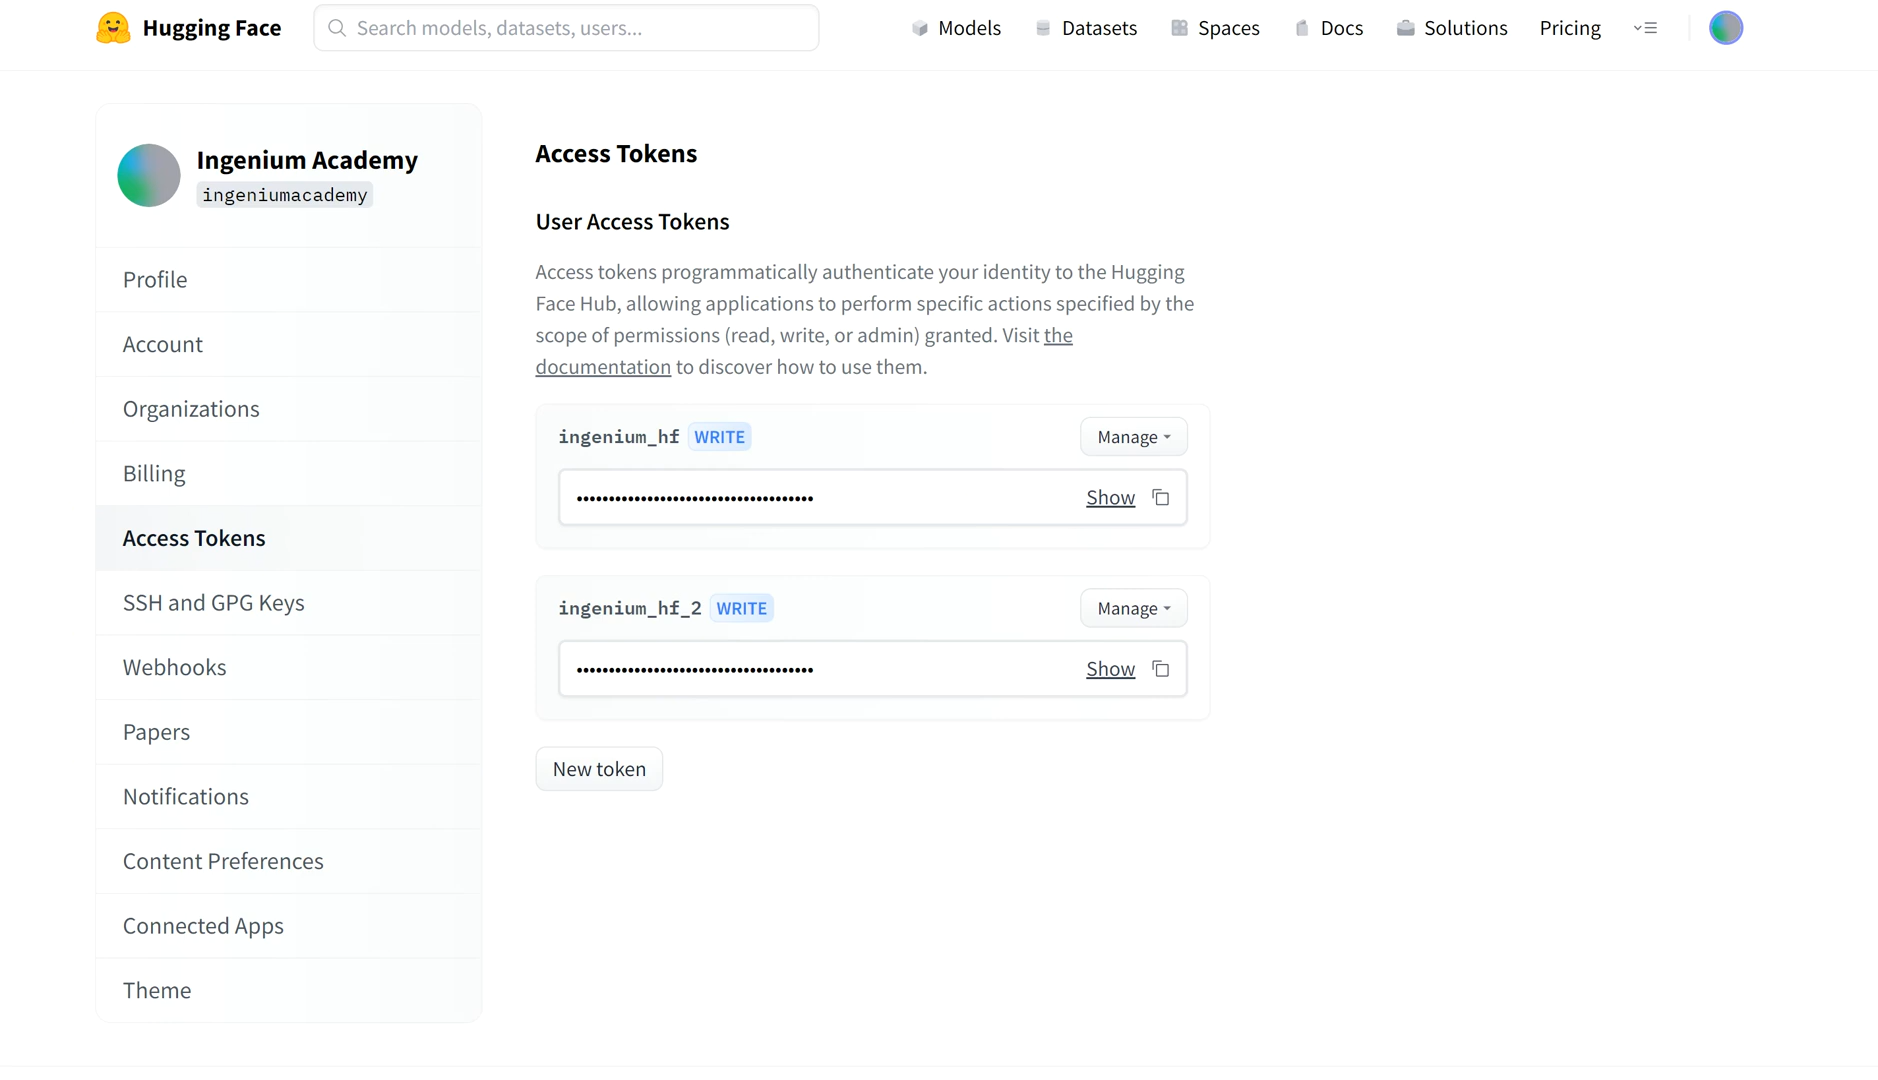 Hugging Face
Search models, datasets, users...
Models
Datasets
Spaces
Docs
Solutions
Pricing
Ingenium Academy
ingeniumacademy
Profile
Account
Organizations
Billing
Access Tokens
SSH and GPG Keys
Webhooks
Papers
Notifications
Content Preferences
Connected Apps
Theme
Access Tokens
User Access Tokens
Access tokens programmatically authenticate your identity to the Hugging
Face Hub, allowing applications to perform specific actions specified by the
scope of permissions (read, write, or admin) granted. Visit the
documentation to discover how to use them.
ingenium_hf WRITE
Manage
Show
ingenium_hf_2 WRITE
Manage
Show
New token